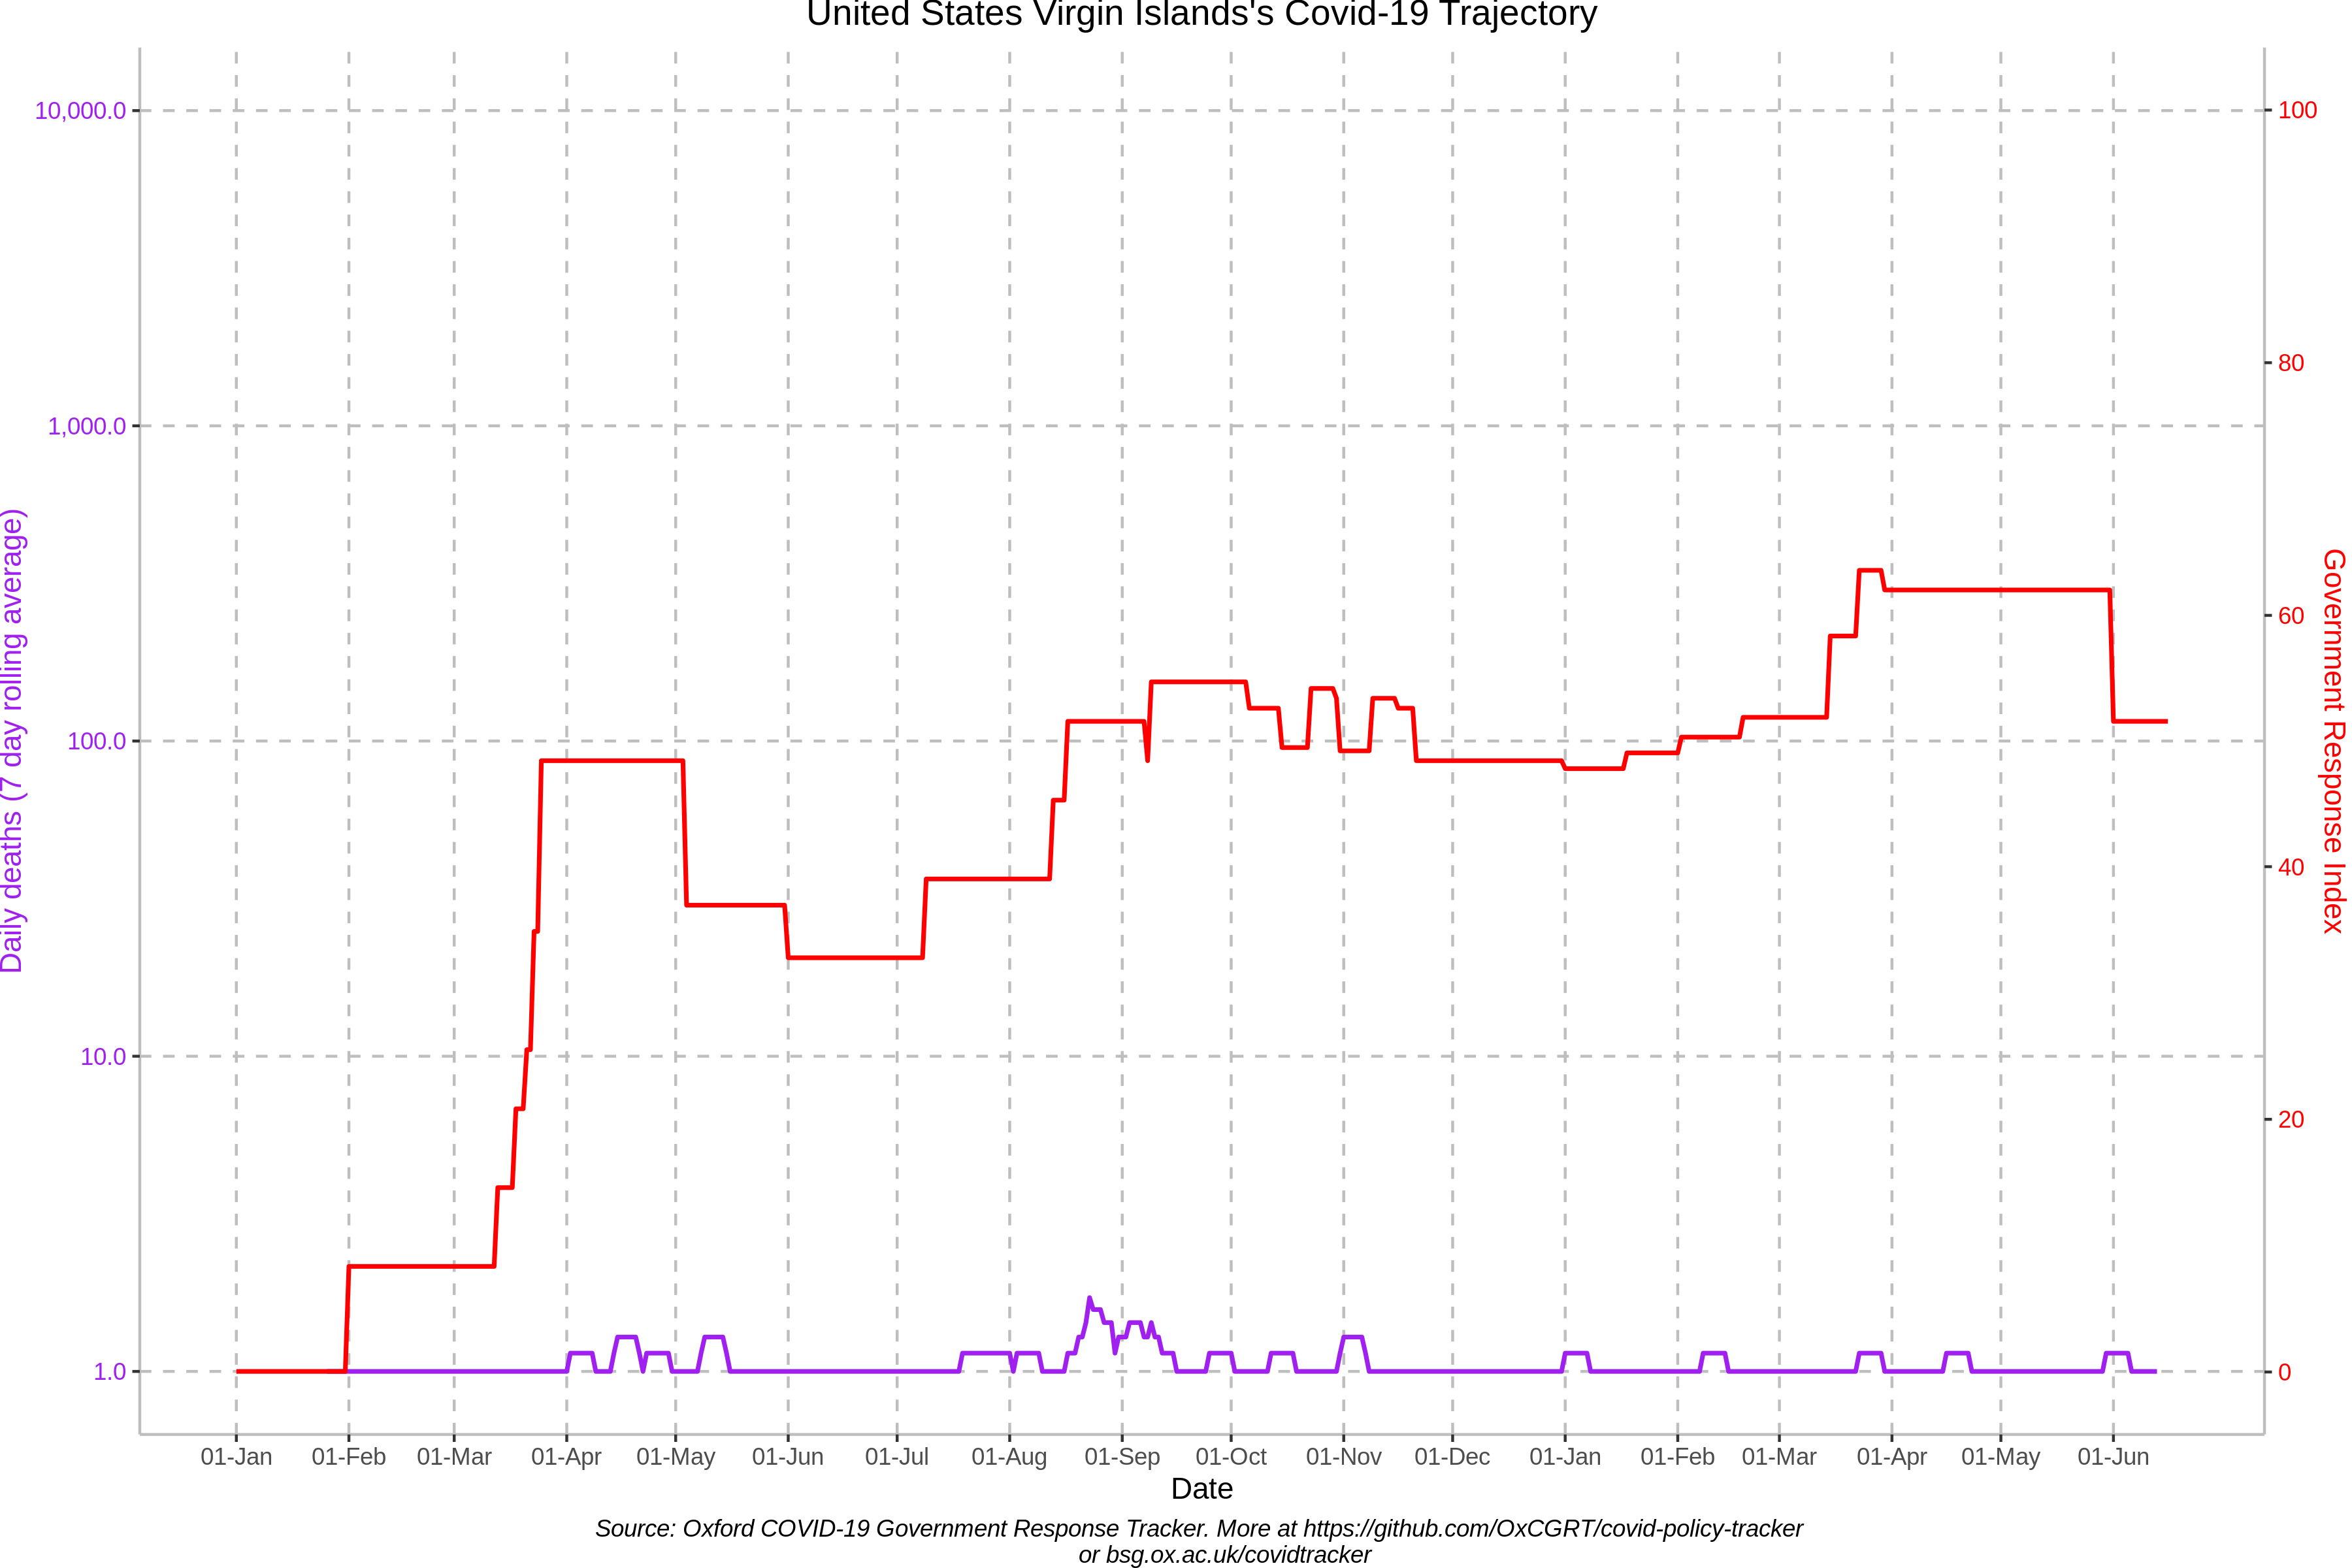 United States Virgin Islands's Covid-19 Trajectory
10,000.0
1,000.0
100.0
10.0
1.0
Daily deaths (7 day rolling average)
100
80
60
40
20
0
Government Response Index
01-Jan 01-Feb 01-Mar 01-Apr 01-May 01-Jun 01-Jul 01-Aug 01-Sep 01-Oct 01-Nov 01-Dec 01-Jan 01-Feb 01-Mar 01-Apr 01-May 01-Jun
Date
Source: Oxford COVID-19 Government Response Tracker. More at https://github.com/OxCGRT/covid-policy-tracker
or bsg.ox.ac.uk/covidtracker